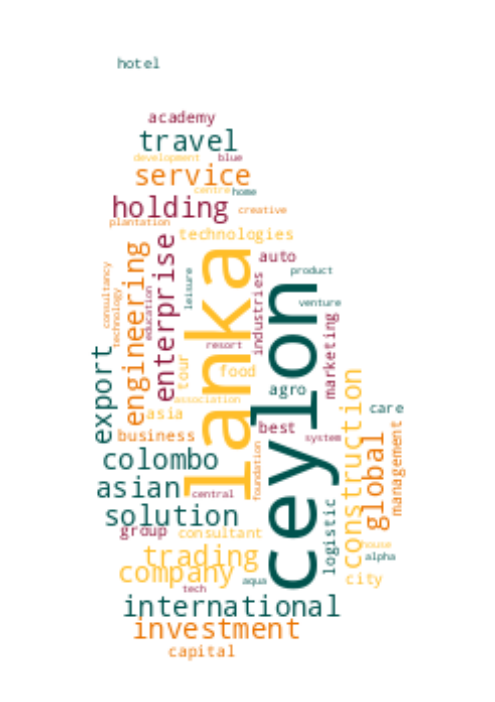 hotel
academy
travel
development
blue
service
centre
home
holding
creative
plantation
technologies
engineering
enterprise
lanka
auto
product
consultancy
technology
education
leisure
industries
ceylon
venture
marketing
resort
export
tour
food
agro
association
asia
construction
care
business
best
system
global
management
colombo
foundation
asian
central
logistic
solution
group
consultant
house
trading
alpha
company
aqua
city
tech
international
investment
capital